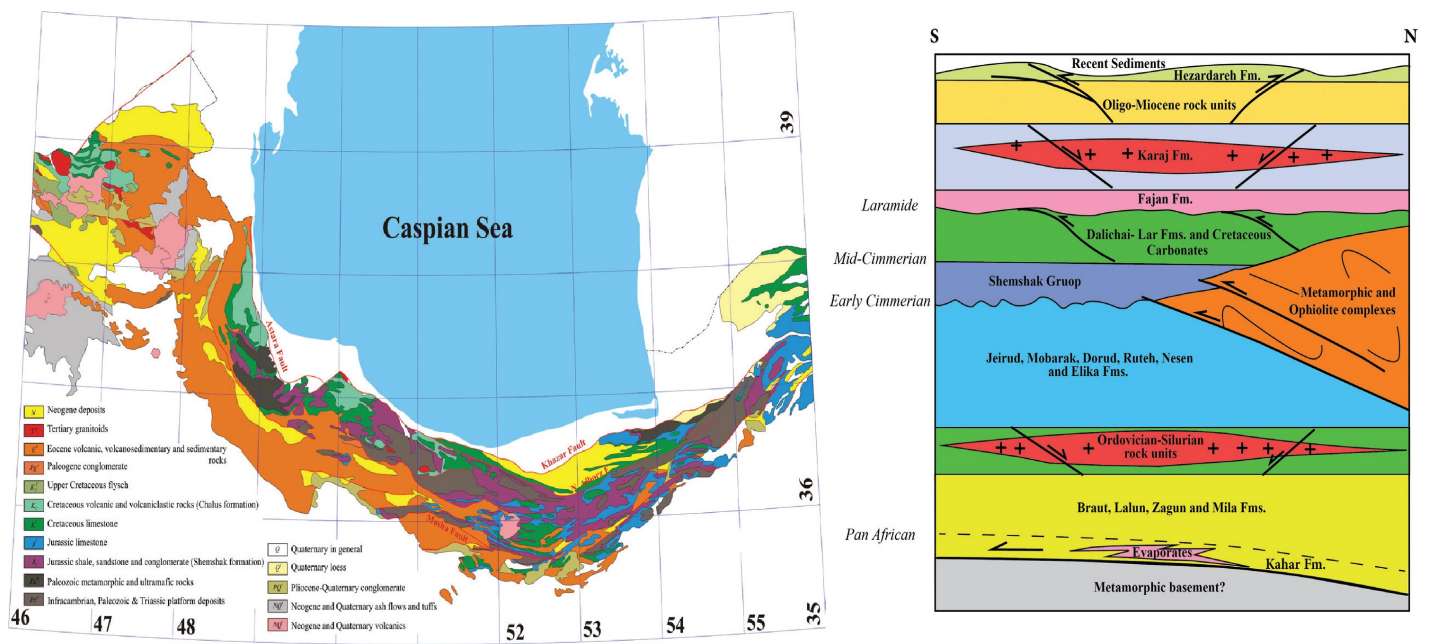 Caspian Sea
39
36
35
46
47
48
52
53
54
55
Astara Fault
Khazar Fault
Mosha Fault
N
Neogene deposits
Tertiary granitoids
Eocene volcanic, volcanosedimentary and sedimentary
rocks
Paleogene conglomerate
Upper Cretaceous flysch
Cretaceous volcanic and volcaniclastic rocks (Chalus formation)
Cretaceous limestone
Jurassic limestone
Jurassic shale, sandstone and conglomerate (Shemshak formation)
Paleozoic metamorphic and ultramafic rocks
Infracambrian, Paleozoic & Triassic platform deposits
Q Quaternary in general
Quaternary loess
Pliocene-Quaternary conglomerate
Neogene and Quaternary ash flows and tuffs
Neogene and Quaternary volcanics
S
N
Recent Sediments
Hezardareh Fm.
Oligo-Miocene rock units
Karaj Fm.
Laramide
Fajan Fm.
Dalichai- Lar Fms. and Cretaceous
Carbonates
Mid-Cimmerian
Shemshak Gruop
Early Cimmerian
Metamorphic and
Ophiolite complexes
Jeirud, Mobarak, Dorud, Ruteh, Nesen
and Elika Fms.
Ordovician-Silurian
rock units
Braut, Lalun, Zagun and Mila Fms.
Pan African
Evaporates
Kahar Fm.
Metamorphic basement?